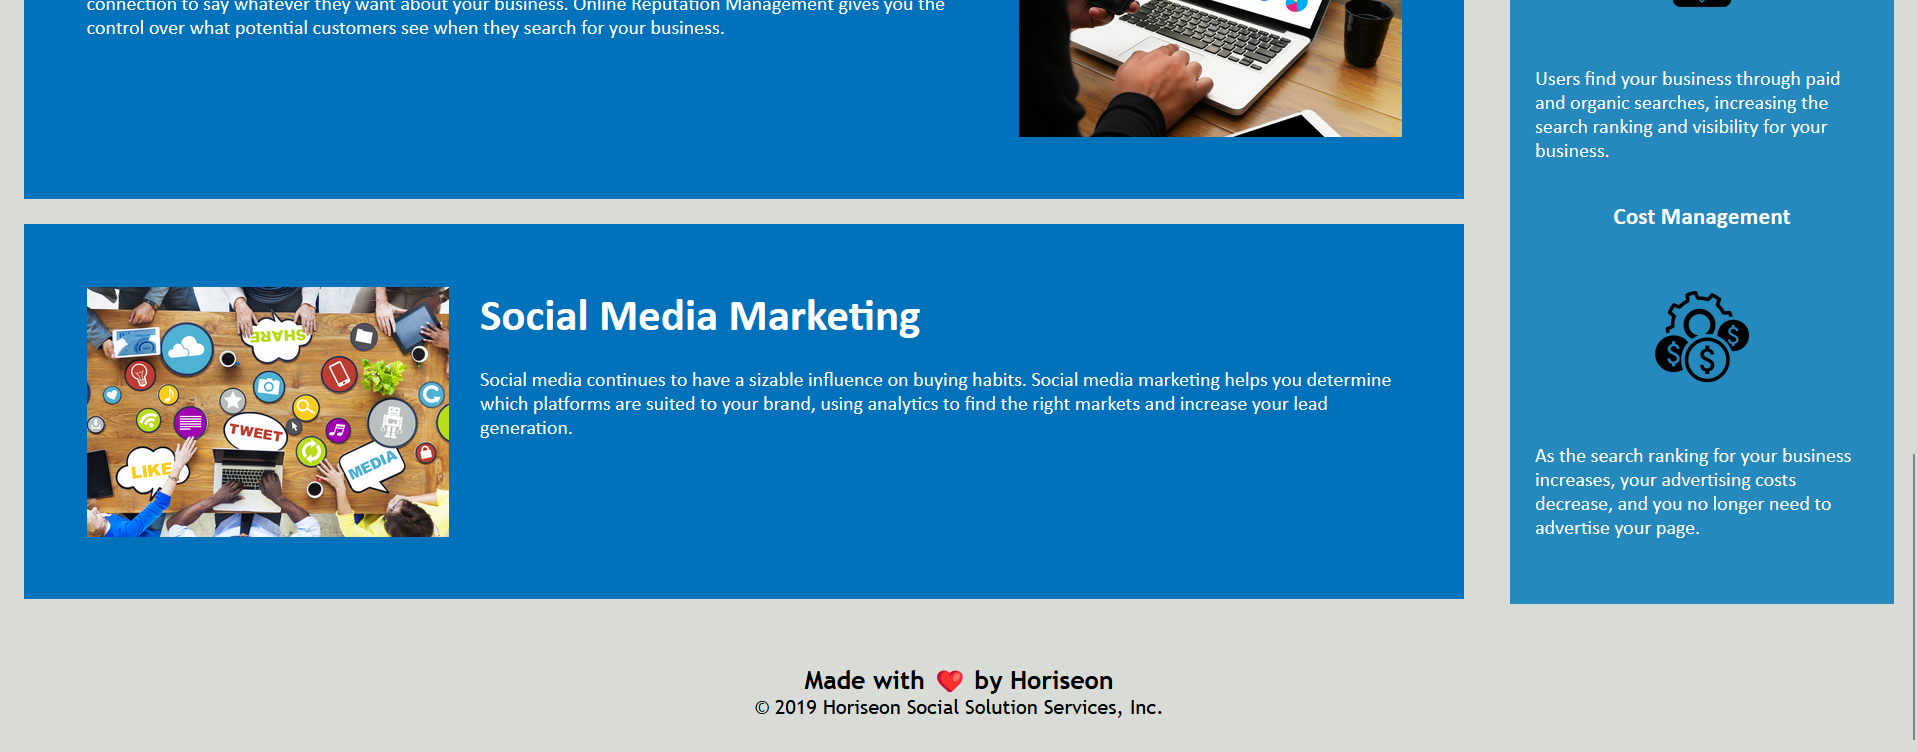 connection to say whatever they want about your business. Online Reputation Management gives you the
control over what potential customers see when they search for your business.
Social Media Marketing
Social media continues to have a sizable influence on buying habits. Social media marketing helps you determine
which platforms are suited to your brand, using analytics to find the right markets and increase your lead
generation.
SHARE
TWEET
LIKE
MEDIA
Users find your business through paid
and organic searches, increasing the
search ranking and visibility for your
business.
Cost Management
$ $ $
As the search ranking for your business
increases, your advertising costs
decrease, and you no longer need to
advertise your page.
Made with ❤️ by Horiseon
© 2019 Horiseon Social Solution Services, Inc.